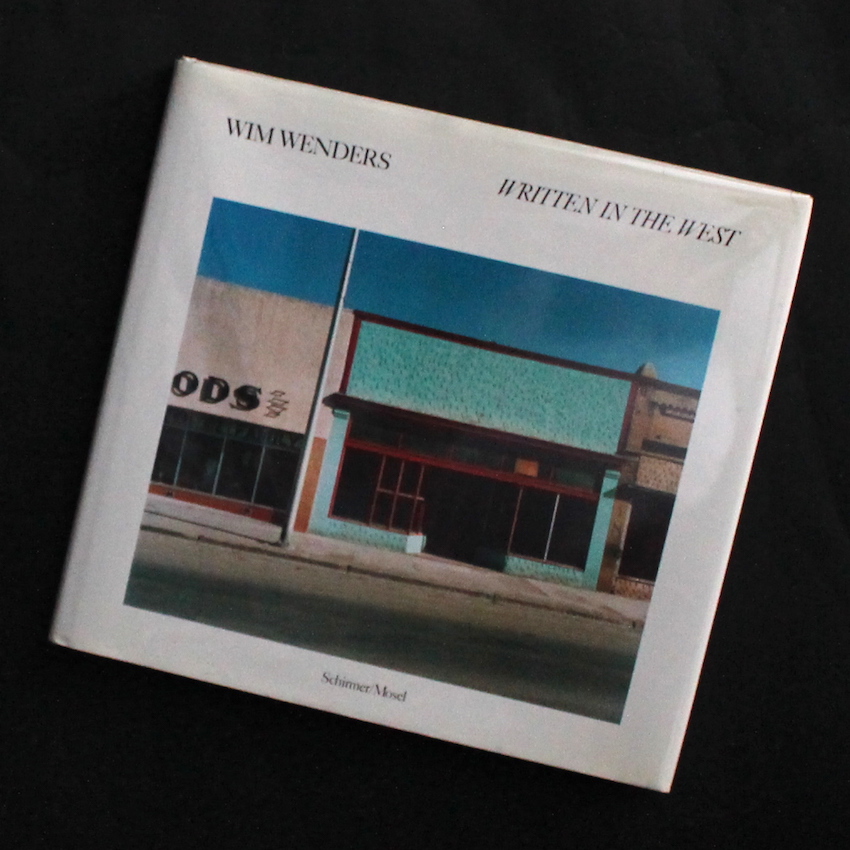 WIM WENDERS
WRITTEN IN THE WEST
ODS
Schirmer/Mosel